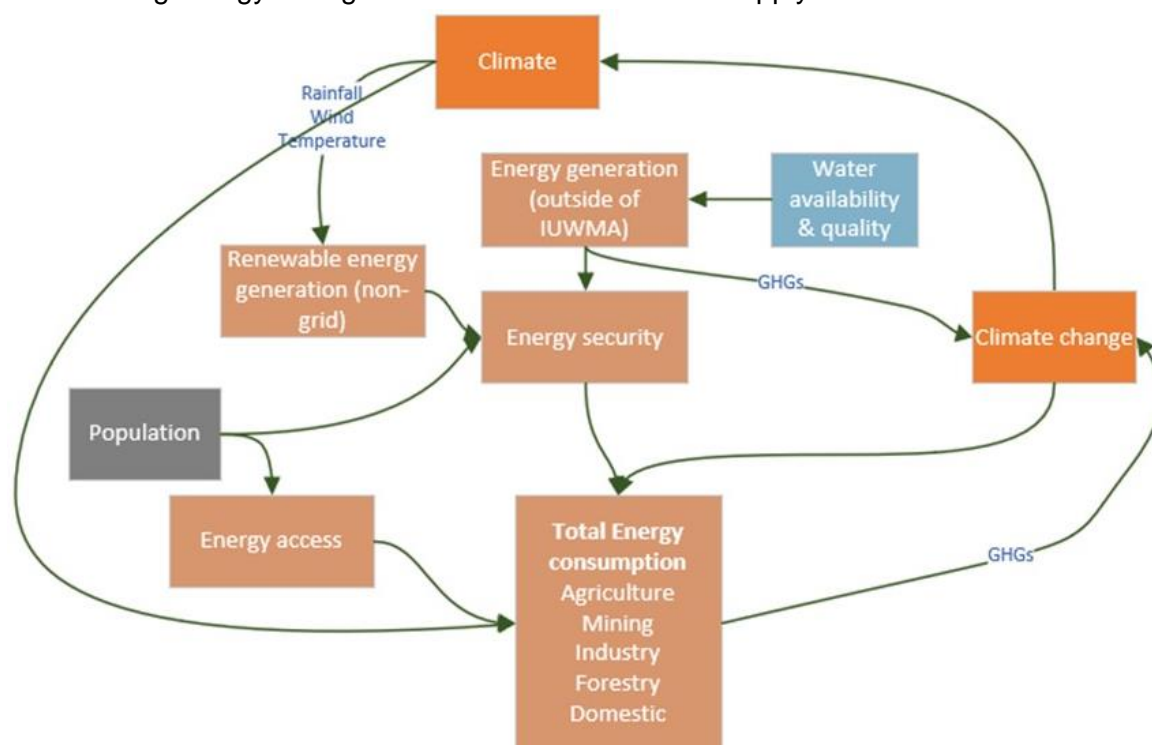 Climate
Rainfall
Wind
Temperature
Energy generation
(outside of
IUWMA)
Water
availability
& quality
Renewable energy
generation (non-
grid)
GHGs
Energy security
Climate change
Population
Energy access
Total Energy
consumption
Agriculture
Mining
Industry
Forestry
Domestic
GHGs